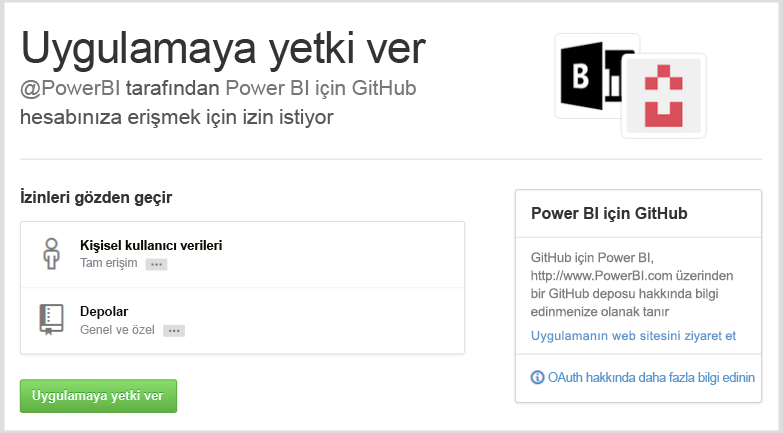 Uygulamaya yetki ver
@PowerBI tarafından Power BI için GitHub
hesabınıza erişmek için izin istiyor
B
İzinleri gözden geçir
Kişisel kullanıcı verileri
Tam erişim ...
Depolar
Genel ve özel ...
Uygulamaya yetki ver
Power BI için GitHub
GitHub için Power BI,
http://www.PowerBI.com üzerinden
bir GitHub deposu hakkında bilgi
edinmenize olanak tanır
Uygulamanın web sitesini ziyaret et
OAuth hakkında daha fazla bilgi edinin